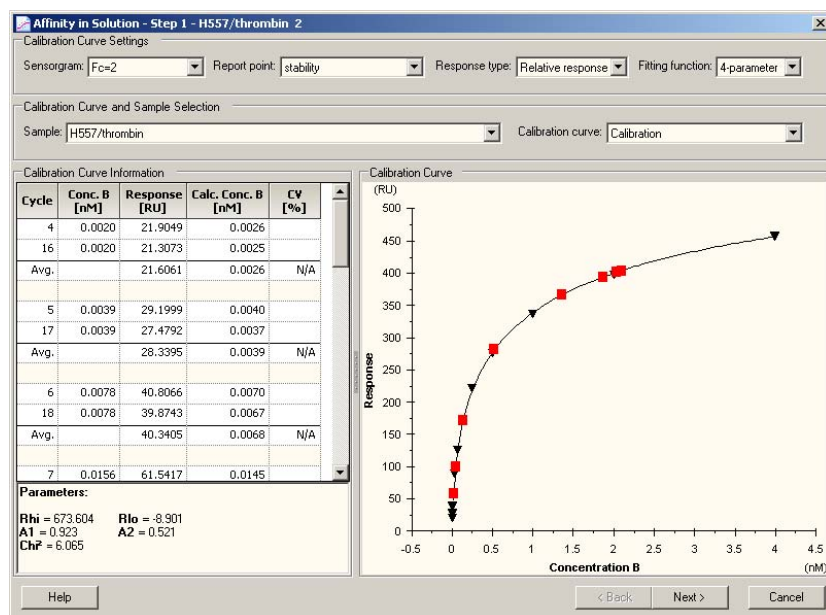 Affinity in Solution - Step 1 - H557/thrombin 2
Calibration Curve Settings
Sensorgram: Fc=2 Report point: stability Response type: Relative response Fitting function: 4-parameter
Calibration Curve and Sample Selection
Sample: H557/thrombin Calibration curve: Calibration
Calibration Curve Information
Cycle Conc. B [nM] Response [RU] Calc. Conc. B [nM] CV [%]
4 0.0020 21.9049 0.0026
16 0.0020 21.3073 0.0025
Avg. 21.6061 0.0026 N/A
5 0.0039 29.1999 0.0040
17 0.0039 27.4792 0.0037
Avg. 28.3395 0.0039 N/A
6 0.0078 40.8066 0.0070
18 0.0078 39.8743 0.0067
Avg. 40.3405 0.0068 N/A
7 0.0156 61.5417 0.0145
Parameters:
Rhi = 673.604 Rlo = -8.901
A1 = 0.923 A2 = 0.521
Chi² = 6.065
Calibration Curve
(RU)
500
450
400
350
300
250
200
150
100
50
0
Response
-0.5 0 0.5 1 1.5 2 2.5 3 3.5 4 4.5
Concentration B (nM)
Help < Back Next > Cancel